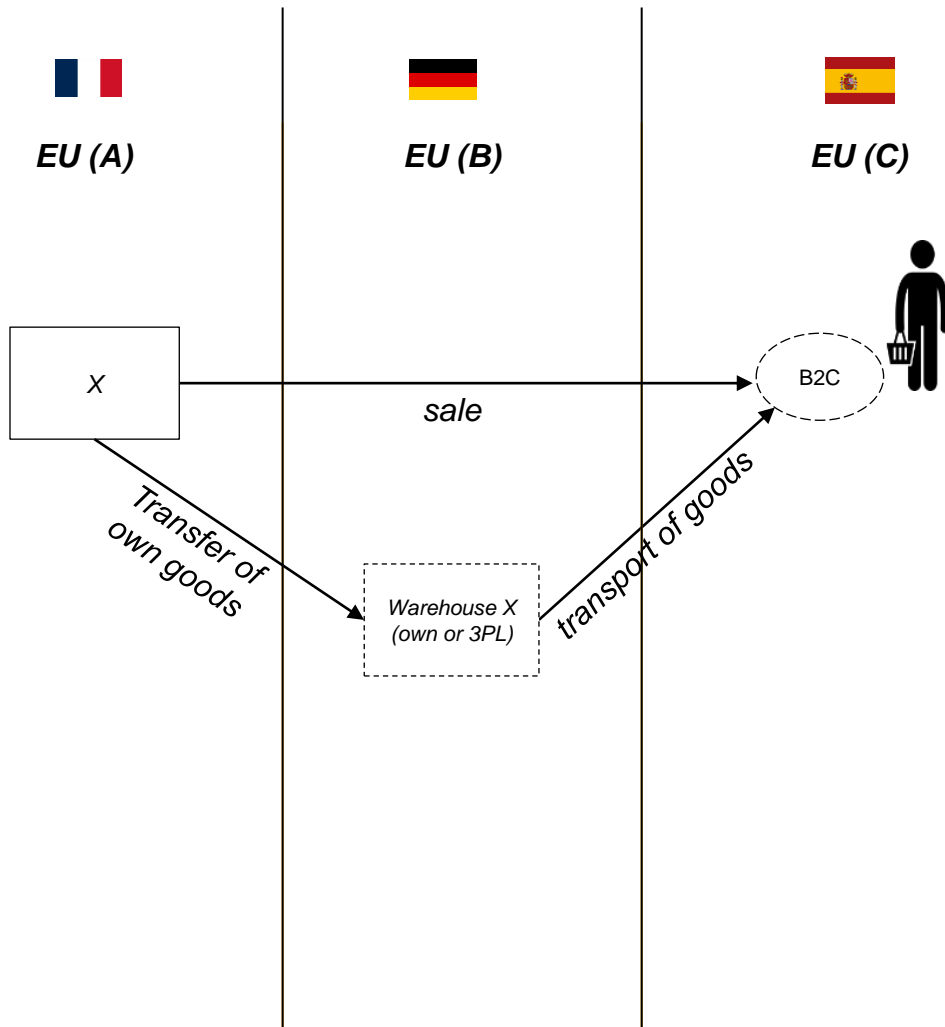 EU (A)
EU (B)
EU (C)
X
sale
B2C
Transfer of
own goods
Warehouse X
(own or 3PL)
transport of goods